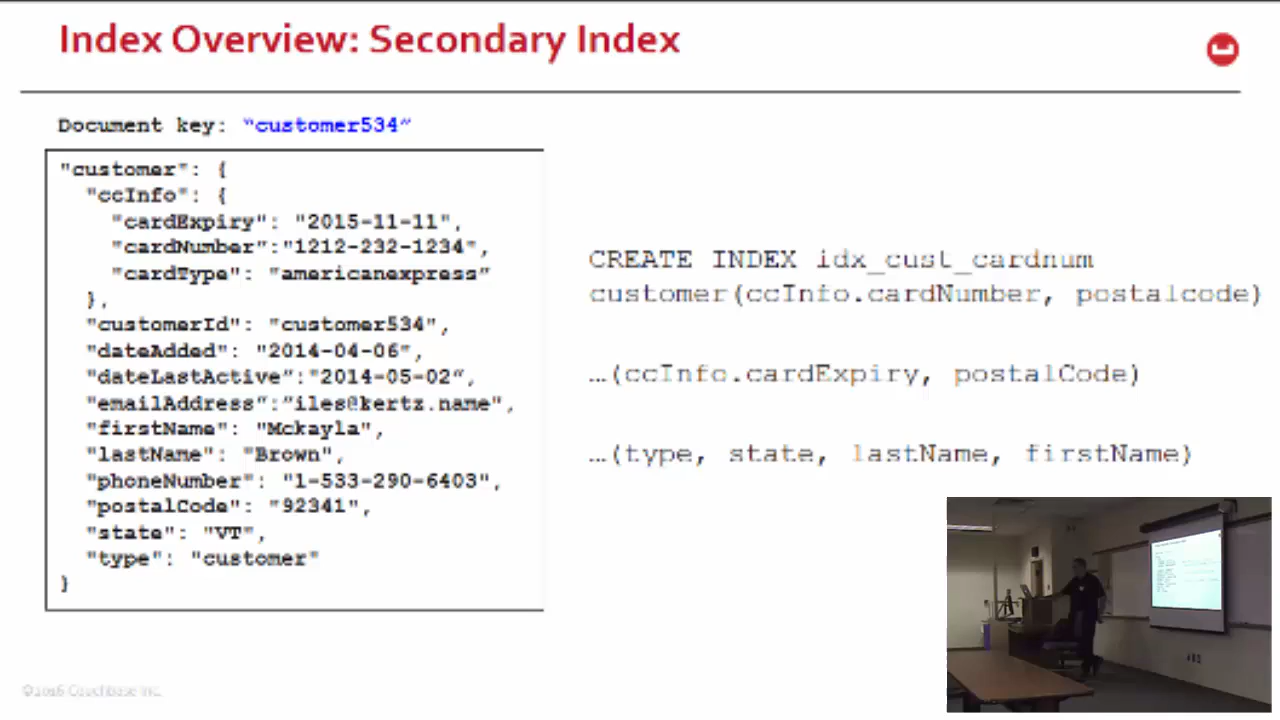 Index Overview: Secondary Index
Document key: "customer534"
"customer": {
"ccInfo": {
"cardExpiry": "2015-11-11",
"cardNumber":"1212-232-1234",
"cardType": "americanexpress"
},
"customerId": "customer534",
"dateAdded": "2014-04-06",
"dateLastActive":"2014-05-02",
"emailAddress":"iles@kertz.name",
"firstName": "Mckayla",
"lastName": "Brown",
"phoneNumber": "1-533-290-6403",
"postalCode": "92341",
"state": "VT",
"type": "customer"
}
CREATE INDEX idx_cust_cardnum
customer(ccInfo.cardNumber, postalcode)
…(ccInfo.cardExpiry, postalCode)
…(type, state, lastName, firstName)
©2016 Couchbase Inc.